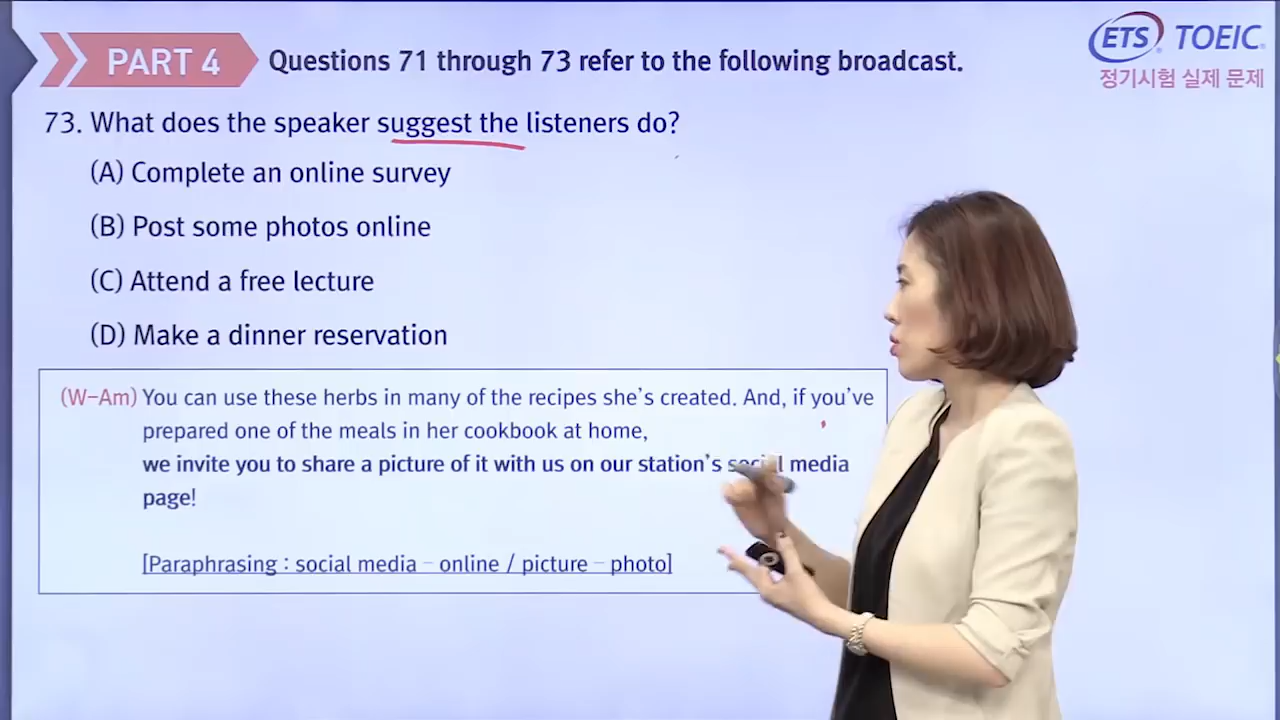 PART 4
Questions 71 through 73 refer to the following broadcast.
ETS TOEIC
정기시험 실제 문제
73. What does the speaker suggest the listeners do?
(A) Complete an online survey
(B) Post some photos online
(C) Attend a free lecture
(D) Make a dinner reservation
(W-Am) You can use these herbs in many of the recipes she's created. And, if you've
prepared one of the meals in her cookbook at home,
we invite you to share a picture of it with us on our station's social media
page!
[Paraphrasing : social media – online / picture – photo]